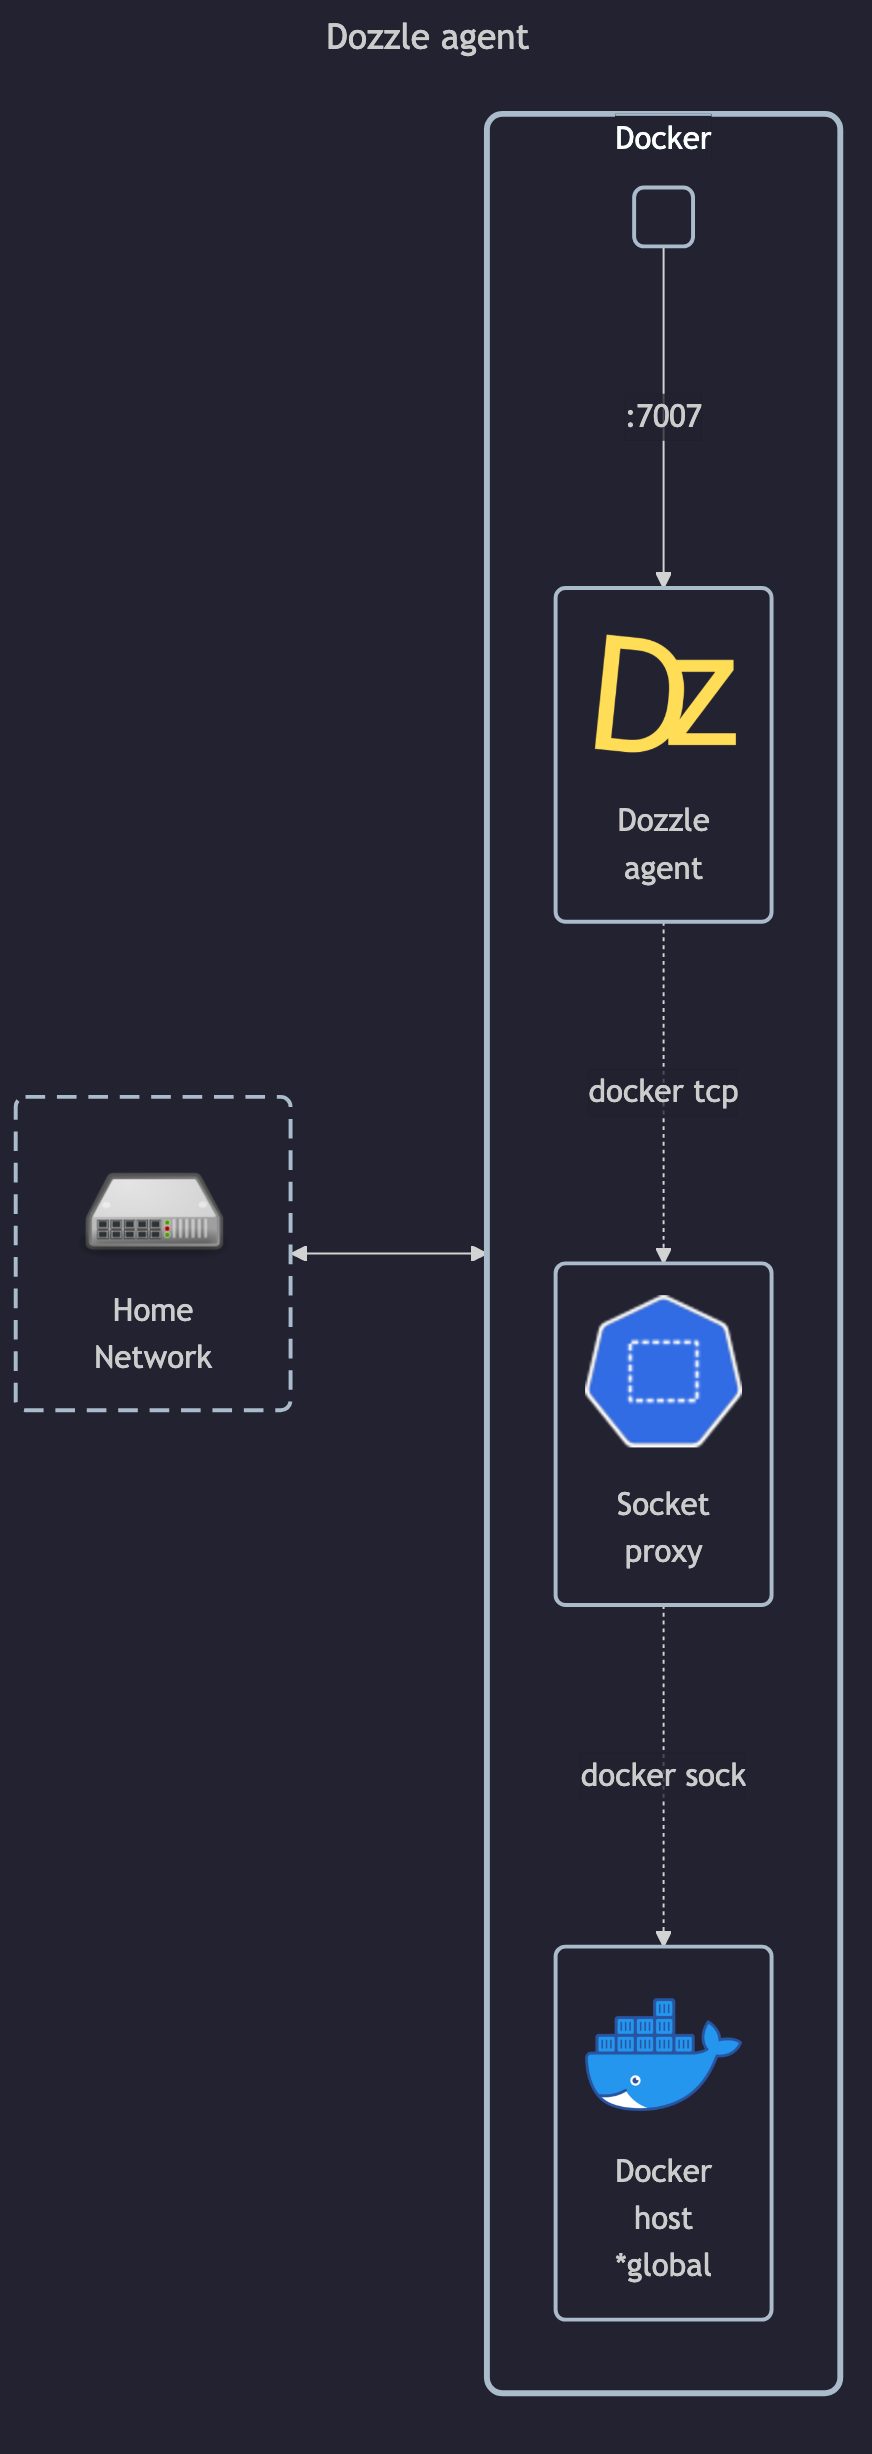 Dozzle agent
Docker
:7007
Dz
Dozzle
agent
docker tcp
Home
Network
Socket
proxy
docker sock
Docker
host
*global